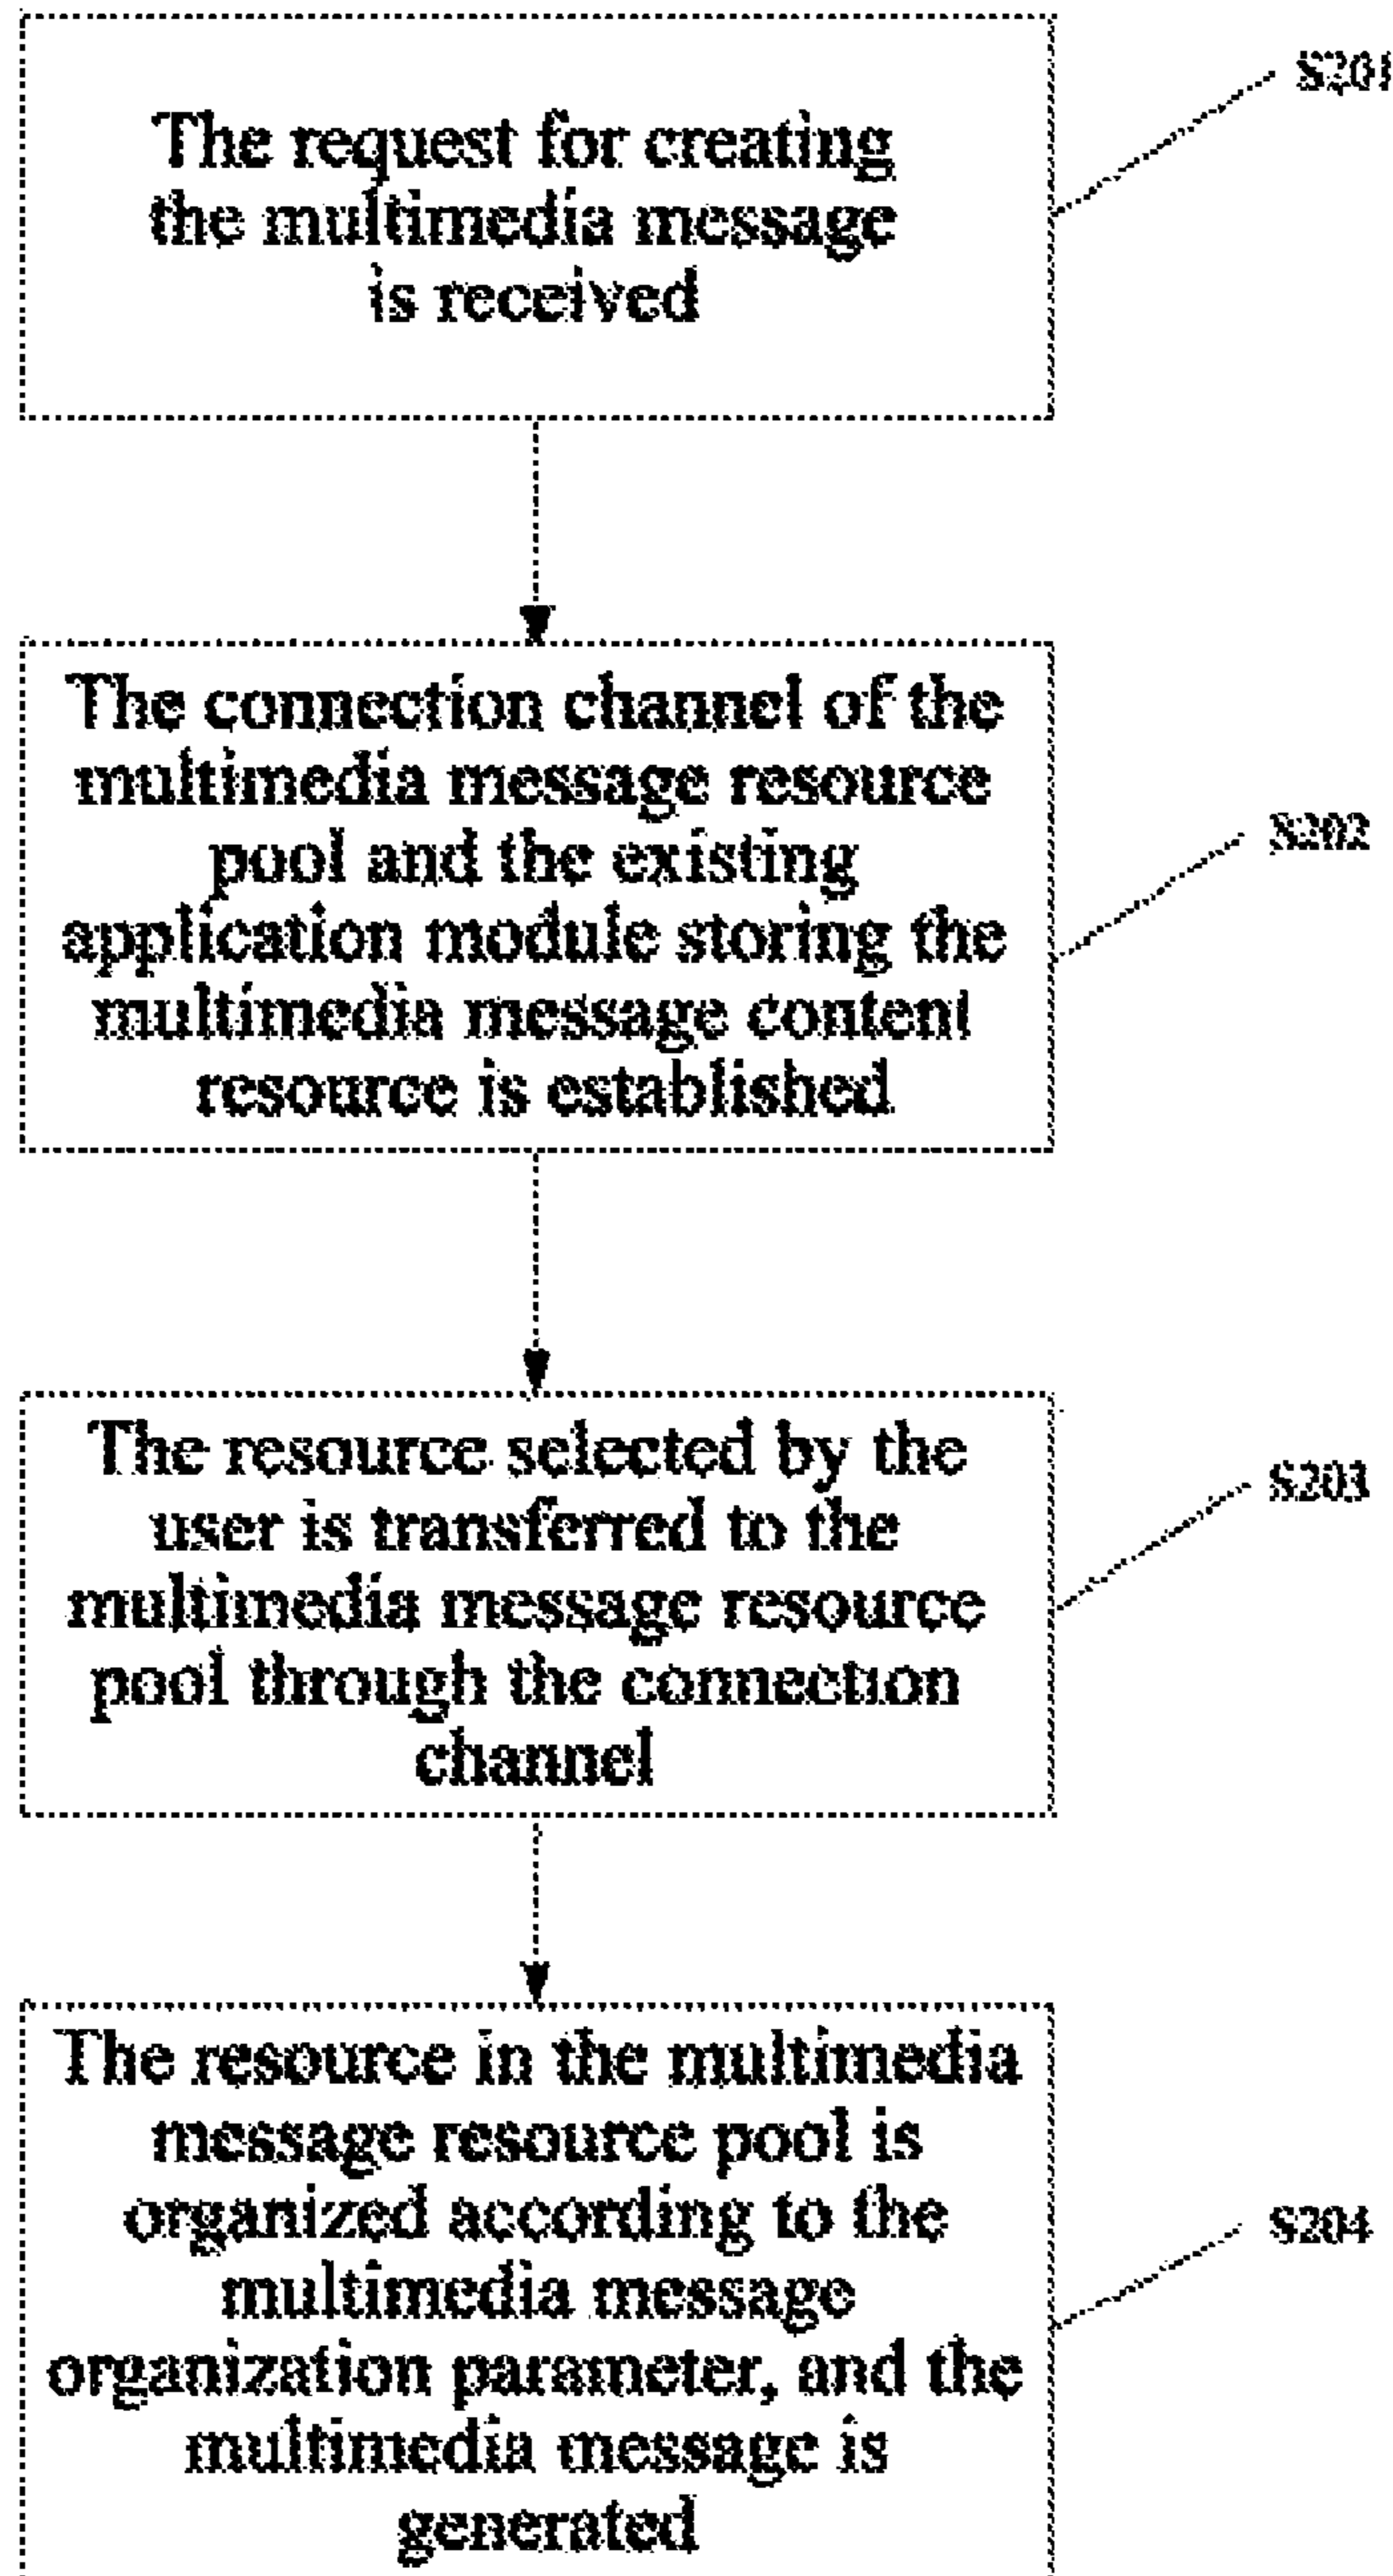 The request for creating
the multimedia message
is received
S201
The connection channel of the
multimedia message resource
pool and the existing
application module storing the
multimedia message content
resource is established
S202
The resource selected by the
user is transferred to the
multimedia message resource
pool through the connection
channel
S203
The resource in the multimedia
message resource pool is
organized according to the
multimedia message
organization parameter, and the
multimedia message is
generated
S204